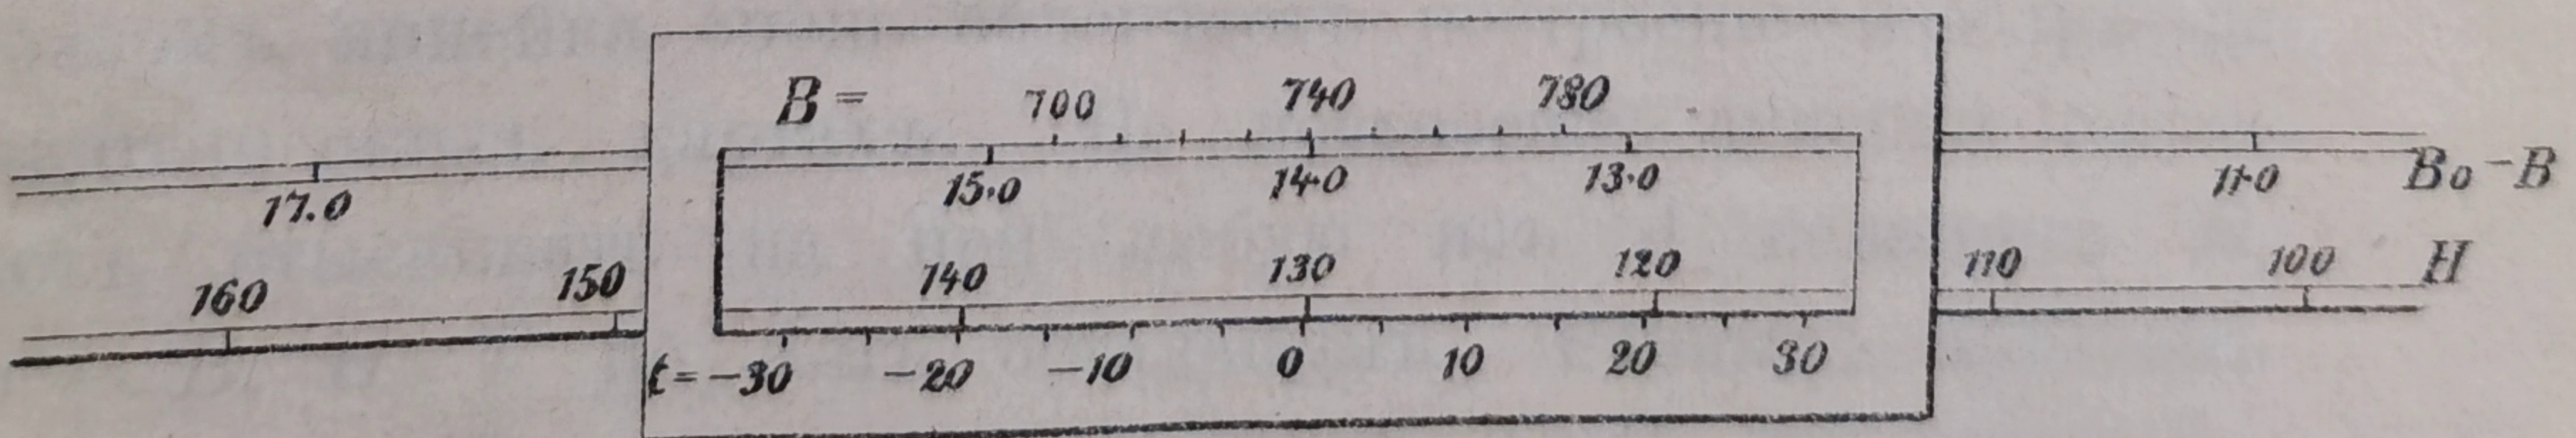 B = 700 740 780
17.0 15.0 14.0 13.0 11.0 B₀ - B
160 150 140 130 120 110 100 H
t = -30 -20 -10 0 10 20 30